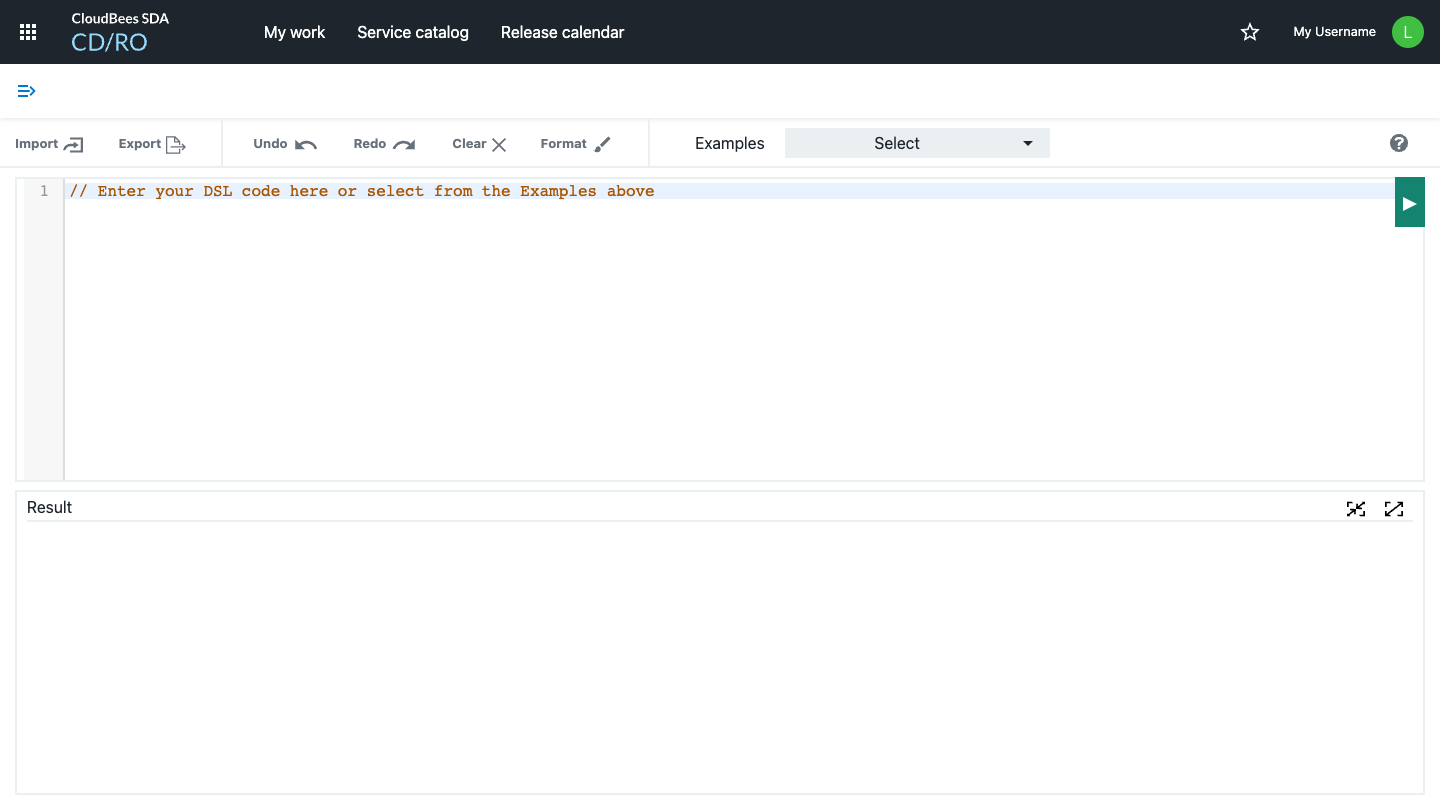 CloudBees SDA
CD/RO
My work
Service catalog
Release calendar
My Username
L
Import
Export
Undo
Redo
Clear
Format
Examples
Select
?
1
// Enter your DSL code here or select from the Examples above
Result